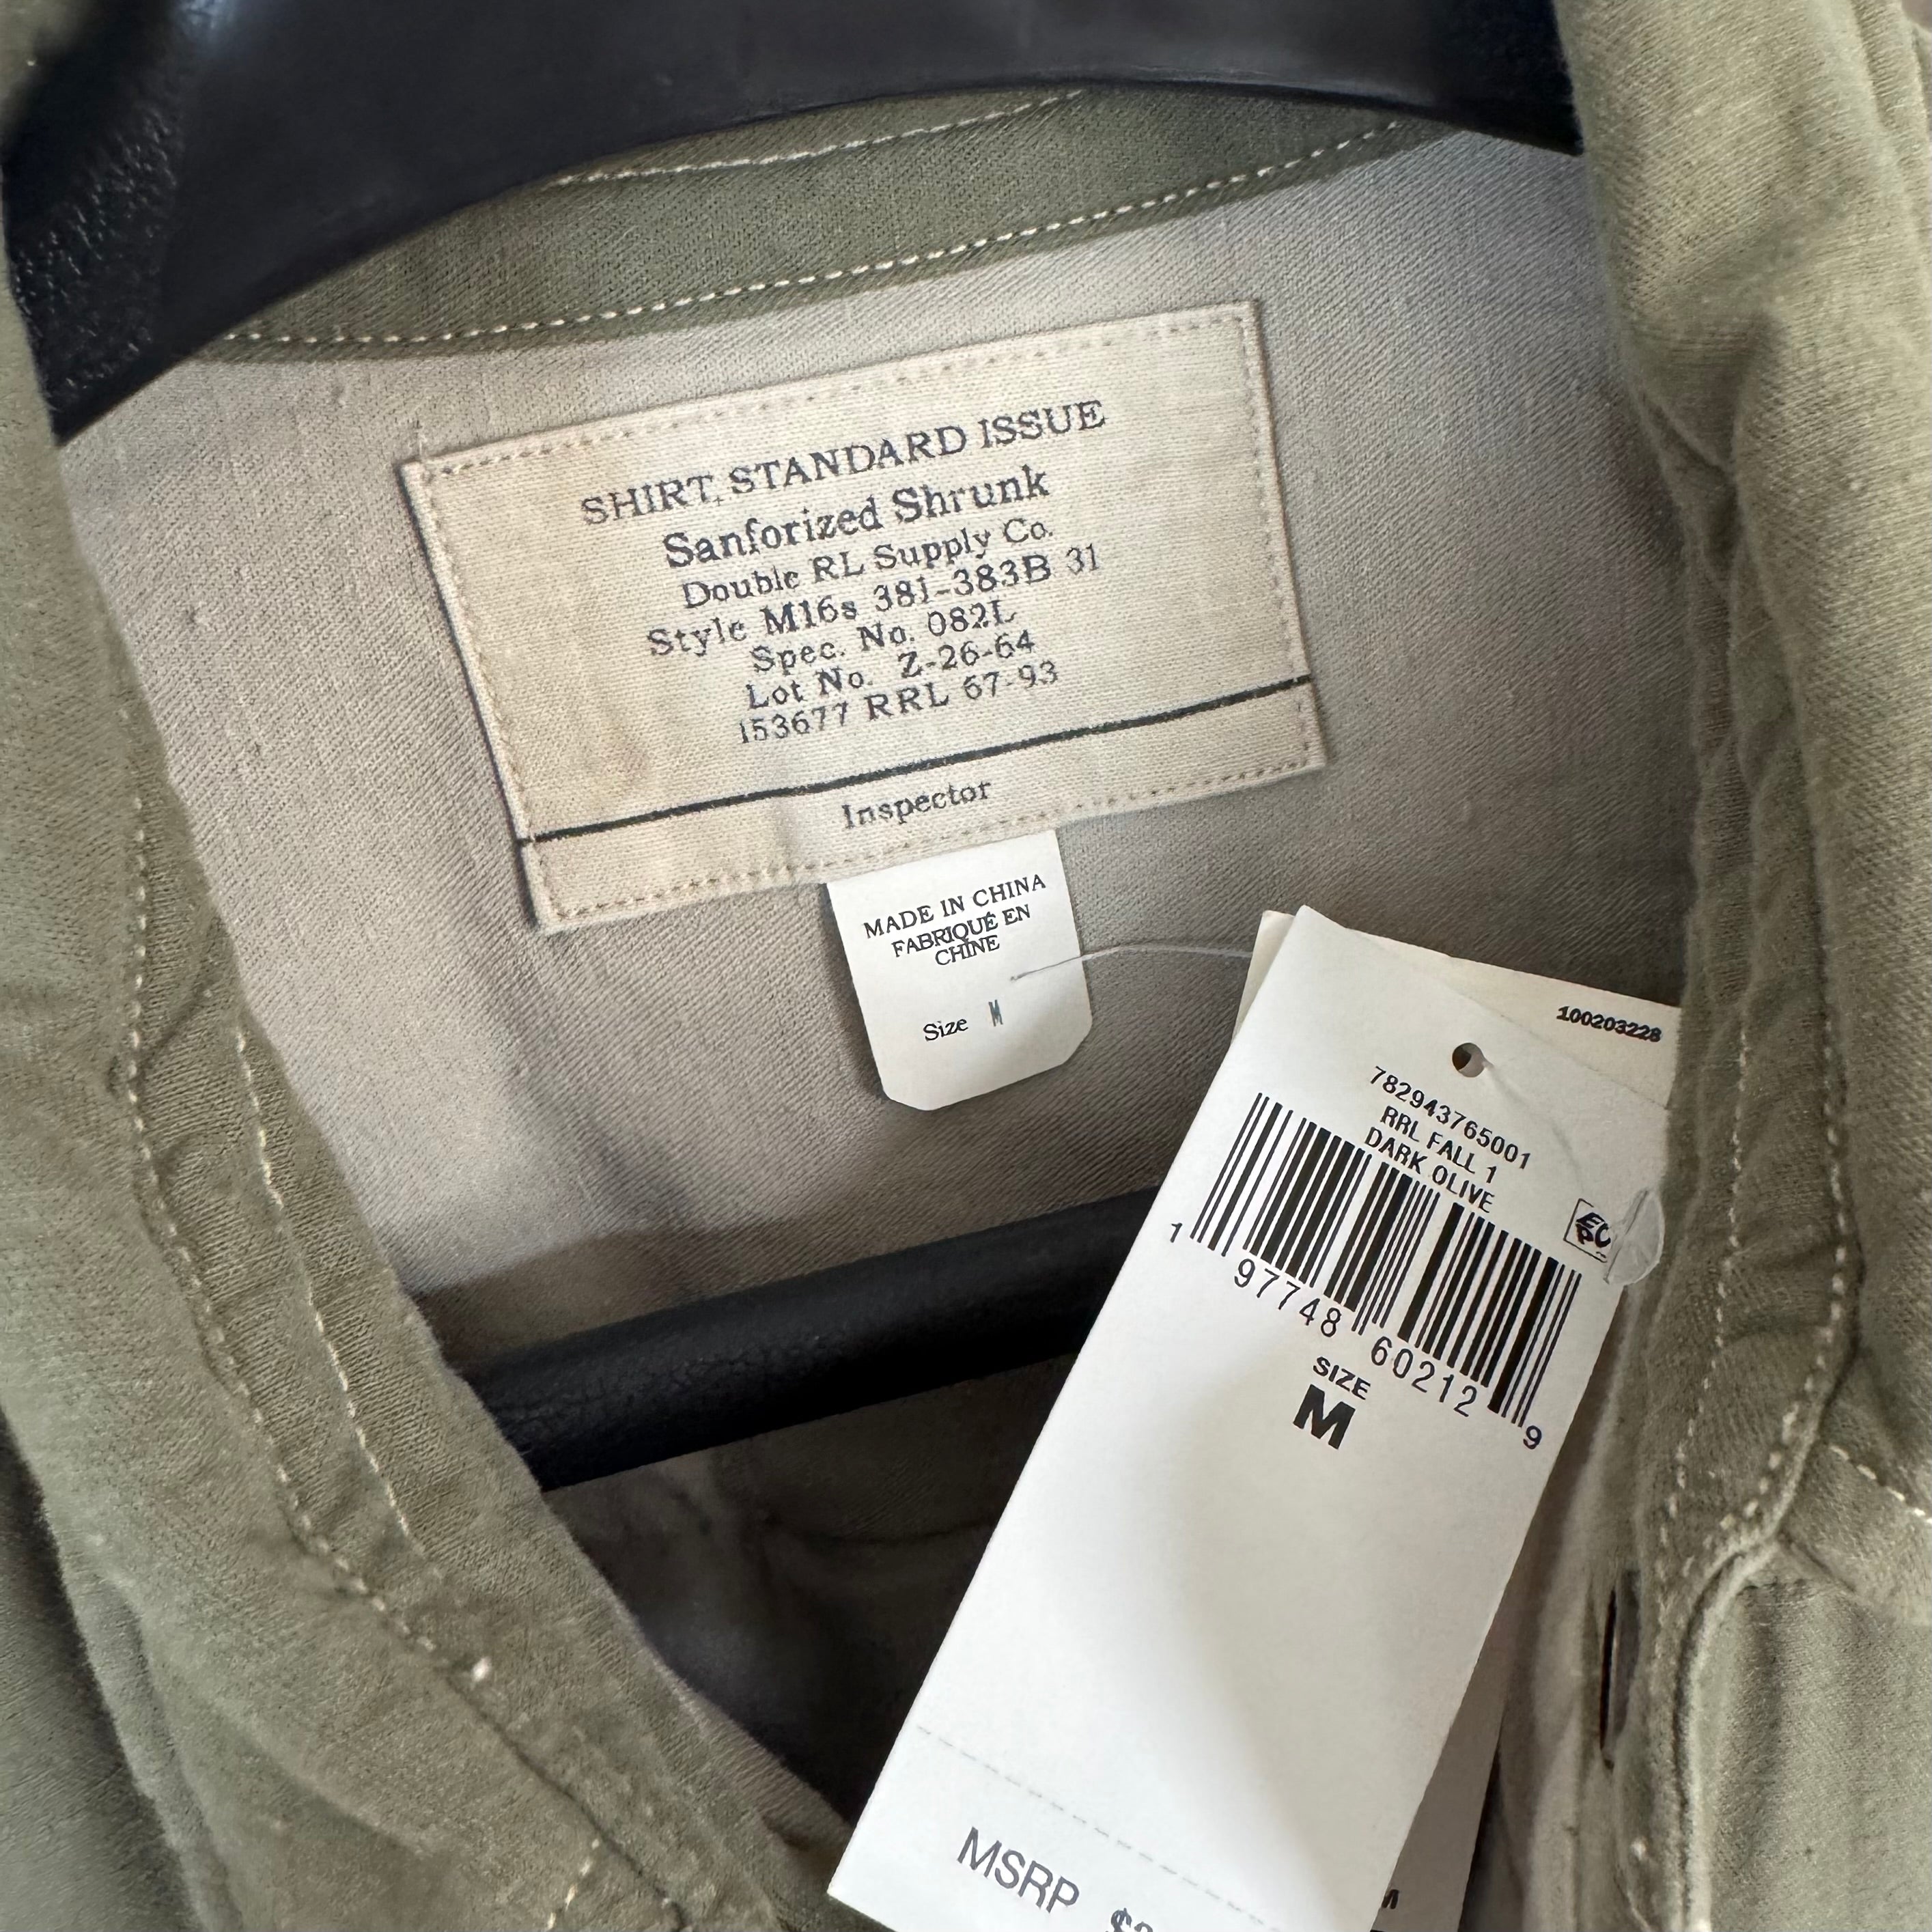 SHIRT, STANDARD ISSUE
Sanforized Shrunk
Double RL Supply Co.
Style M16s 381-383B 31
Spec. No. 082L
Lot No. Z-26-64
153677 RRL 67-93
Inspector
MADE IN CHINA
FABRIQUÉ EN
CHINE
Size M
100203228
782943765001
RRL FALL 1
DARK OLIVE
1 97748 60212 9
SIZE
M
MSRP
M